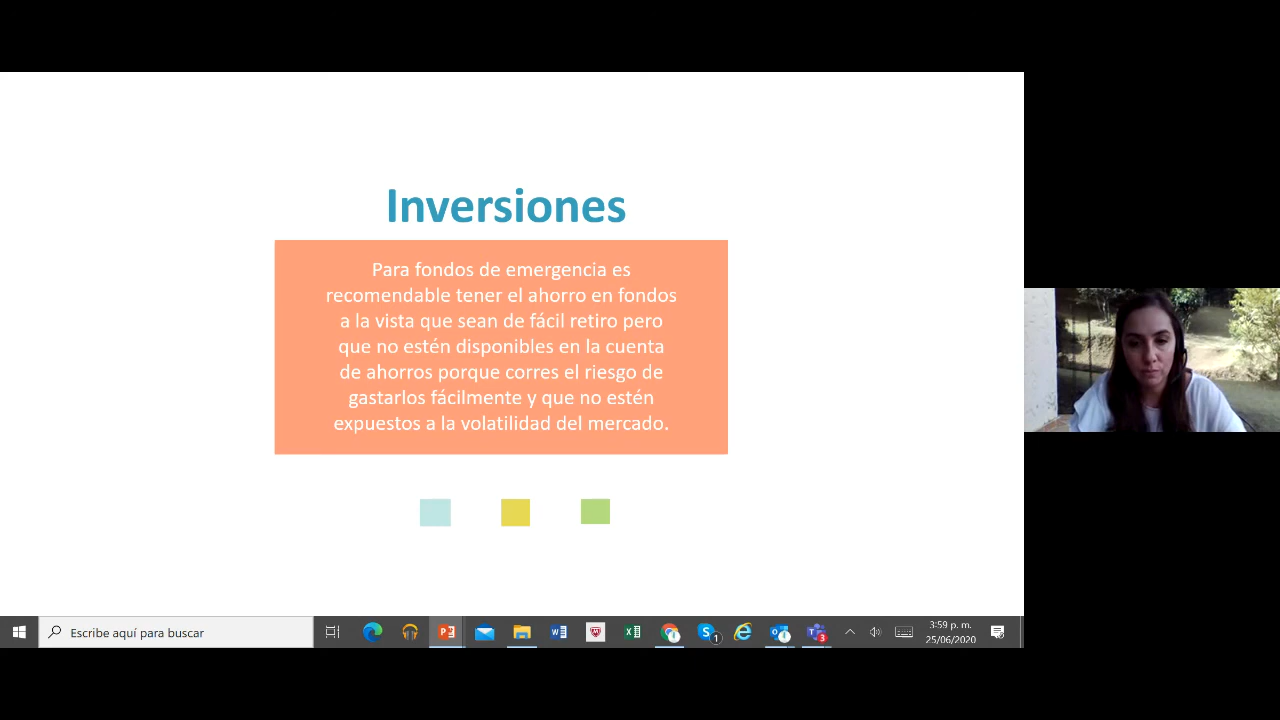 Inversiones
Para fondos de emergencia es
recomendable tener el ahorro en fondos
a la vista que sean de fácil retiro pero
que no estén disponibles en la cuenta
de ahorros porque corres el riesgo de
gastarlos fácilmente y que no estén
expuestos a la volatilidad del mercado.
Escribe aquí para buscar
1
3
3:59 p. m.
25/06/2020